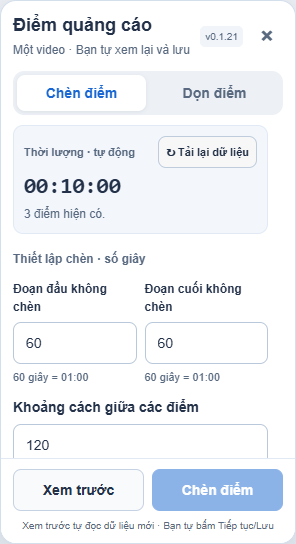 Điểm quảng cáo
Một video · Bạn tự xem lại và lưu
v0.1.21
×
Chèn điểm
Dọn điểm
Thời lượng · tự động
↻ Tải lại dữ liệu
00:10:00
3 điểm hiện có.
Thiết lập chèn · số giây
Đoạn đầu không
chèn
Đoạn cuối không
chèn
60
60
60 giây = 01:00
60 giây = 01:00
Khoảng cách giữa các điểm
120
Xem trước
Chèn điểm
Xem trước tự đọc dữ liệu mới · Bạn tự bấm Tiếp tục/Lưu